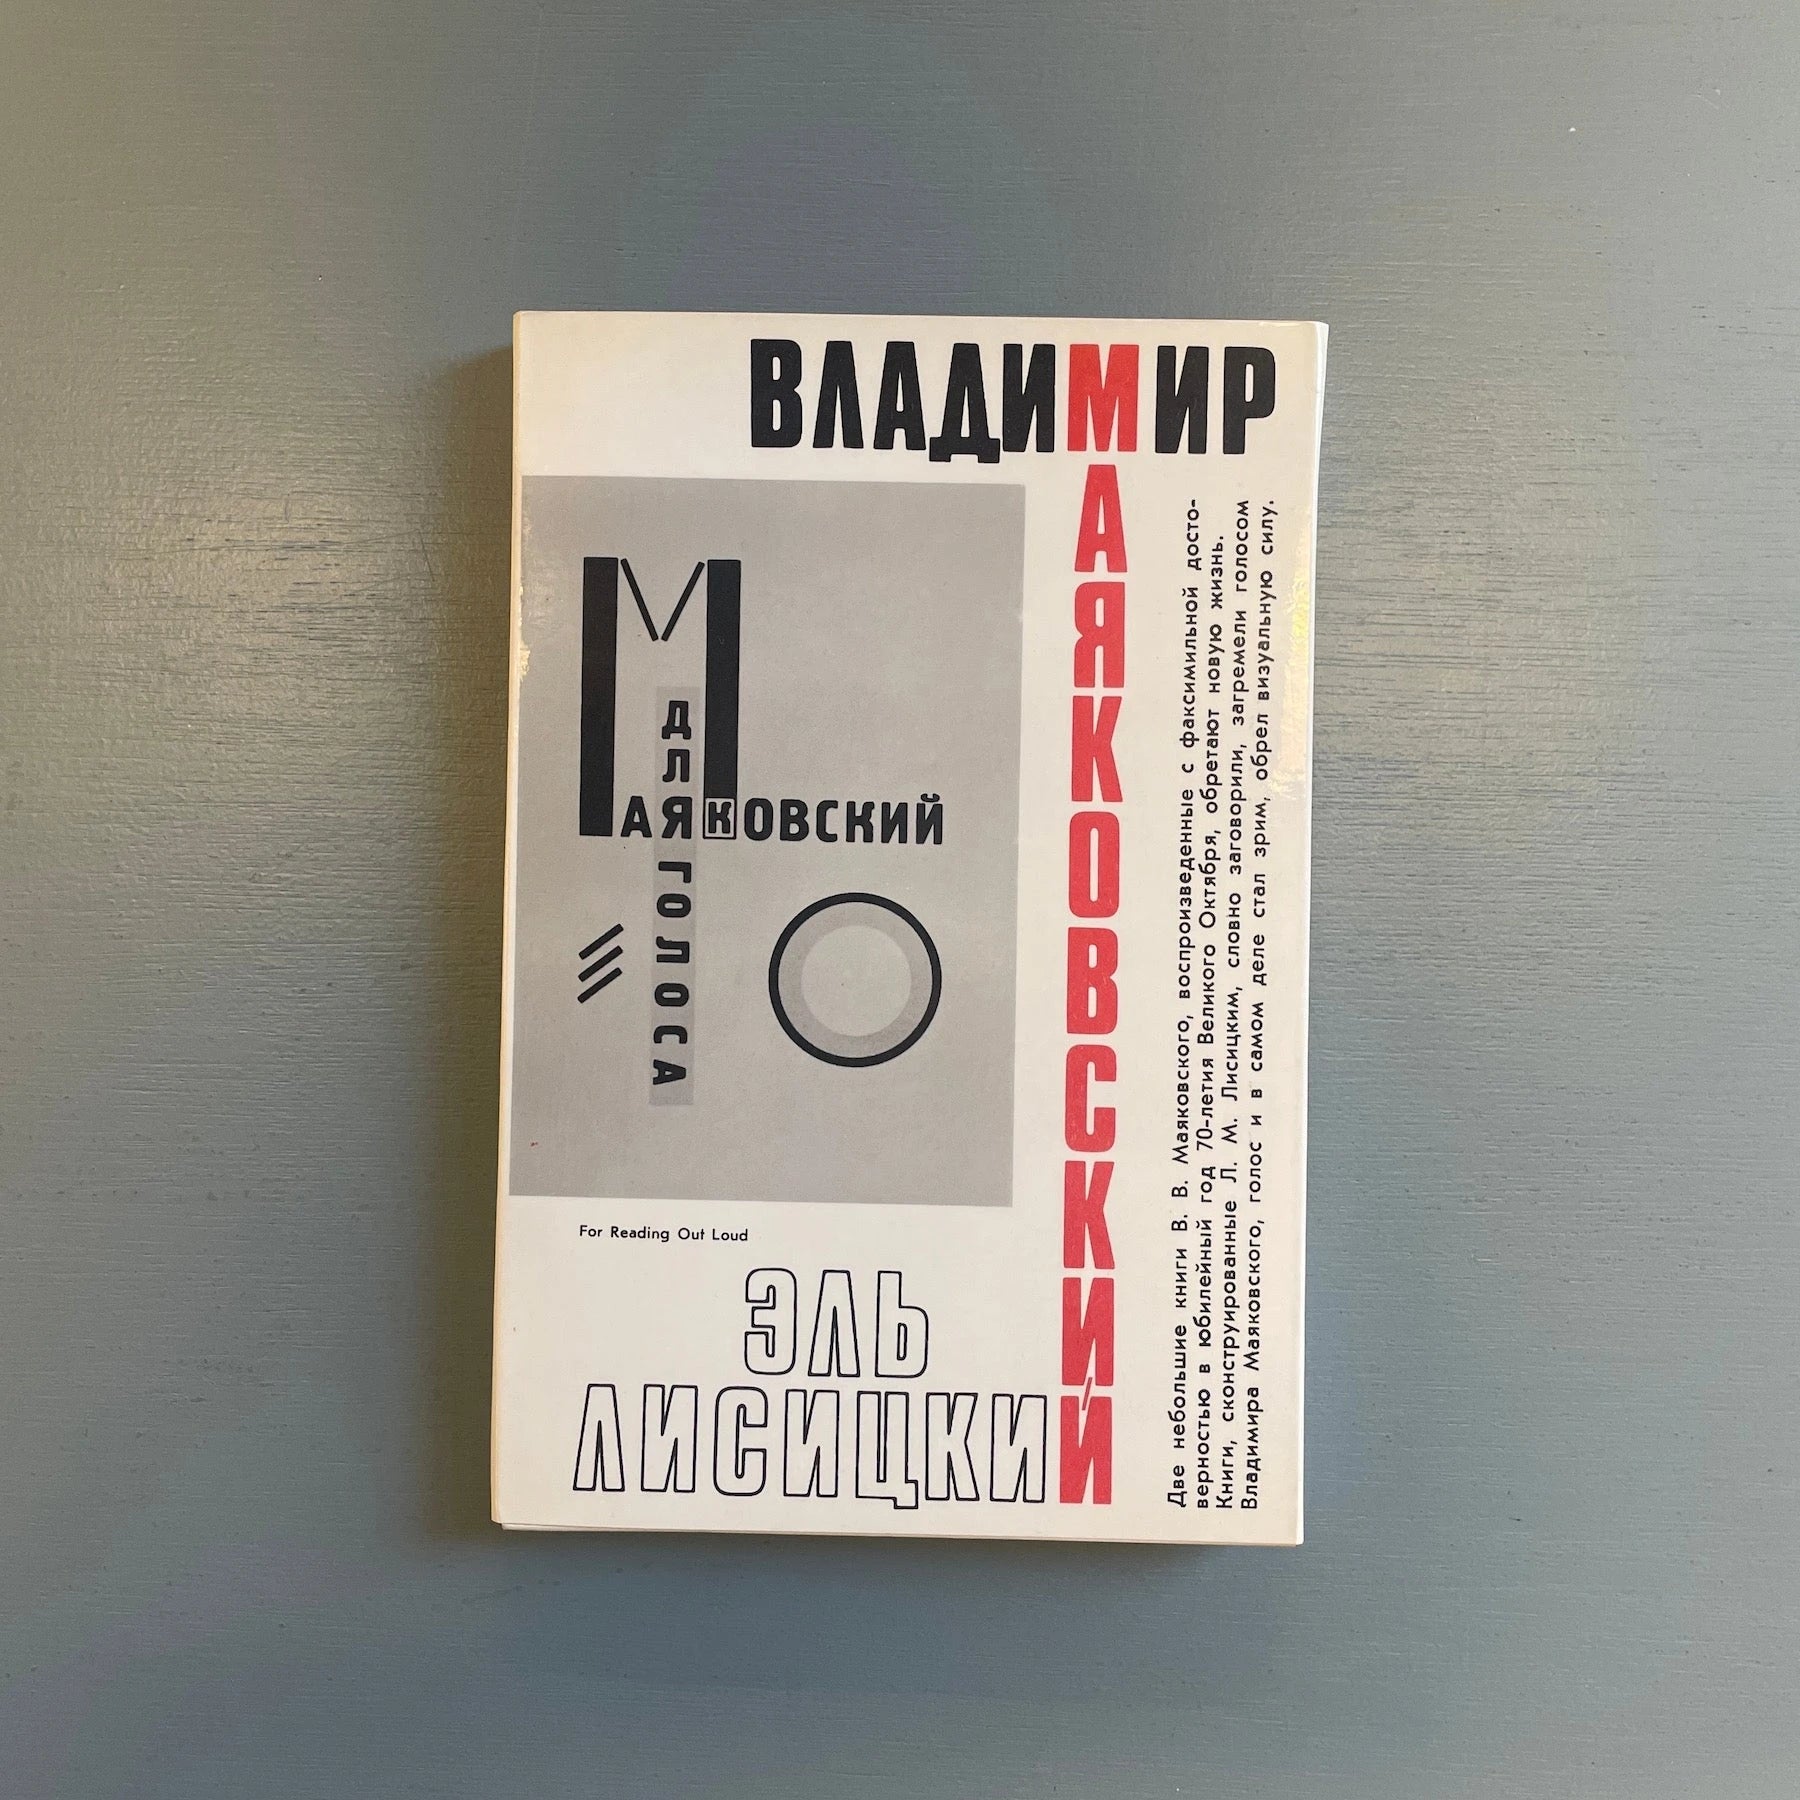 ВЛАДИМИР
МАЯКОВСКИЙ
МАЯКОВСКИЙ
ДЛЯ ГОЛОСА
For Reading Out Loud
ЭЛЬ
ЛИСИЦКИЙ
Две небольшие книги В. В. Маяковского, воспроизведенные с факсимильной досто-
верностью в юбилейный год 70-летия Великого Октября, обретают новую жизнь.
Книги, сконструированные Л. М. Лисицким, словно заговорили, загремели голосом
Владимира Маяковского, голос и в самом деле стал зрим, обрел визуальную силу.